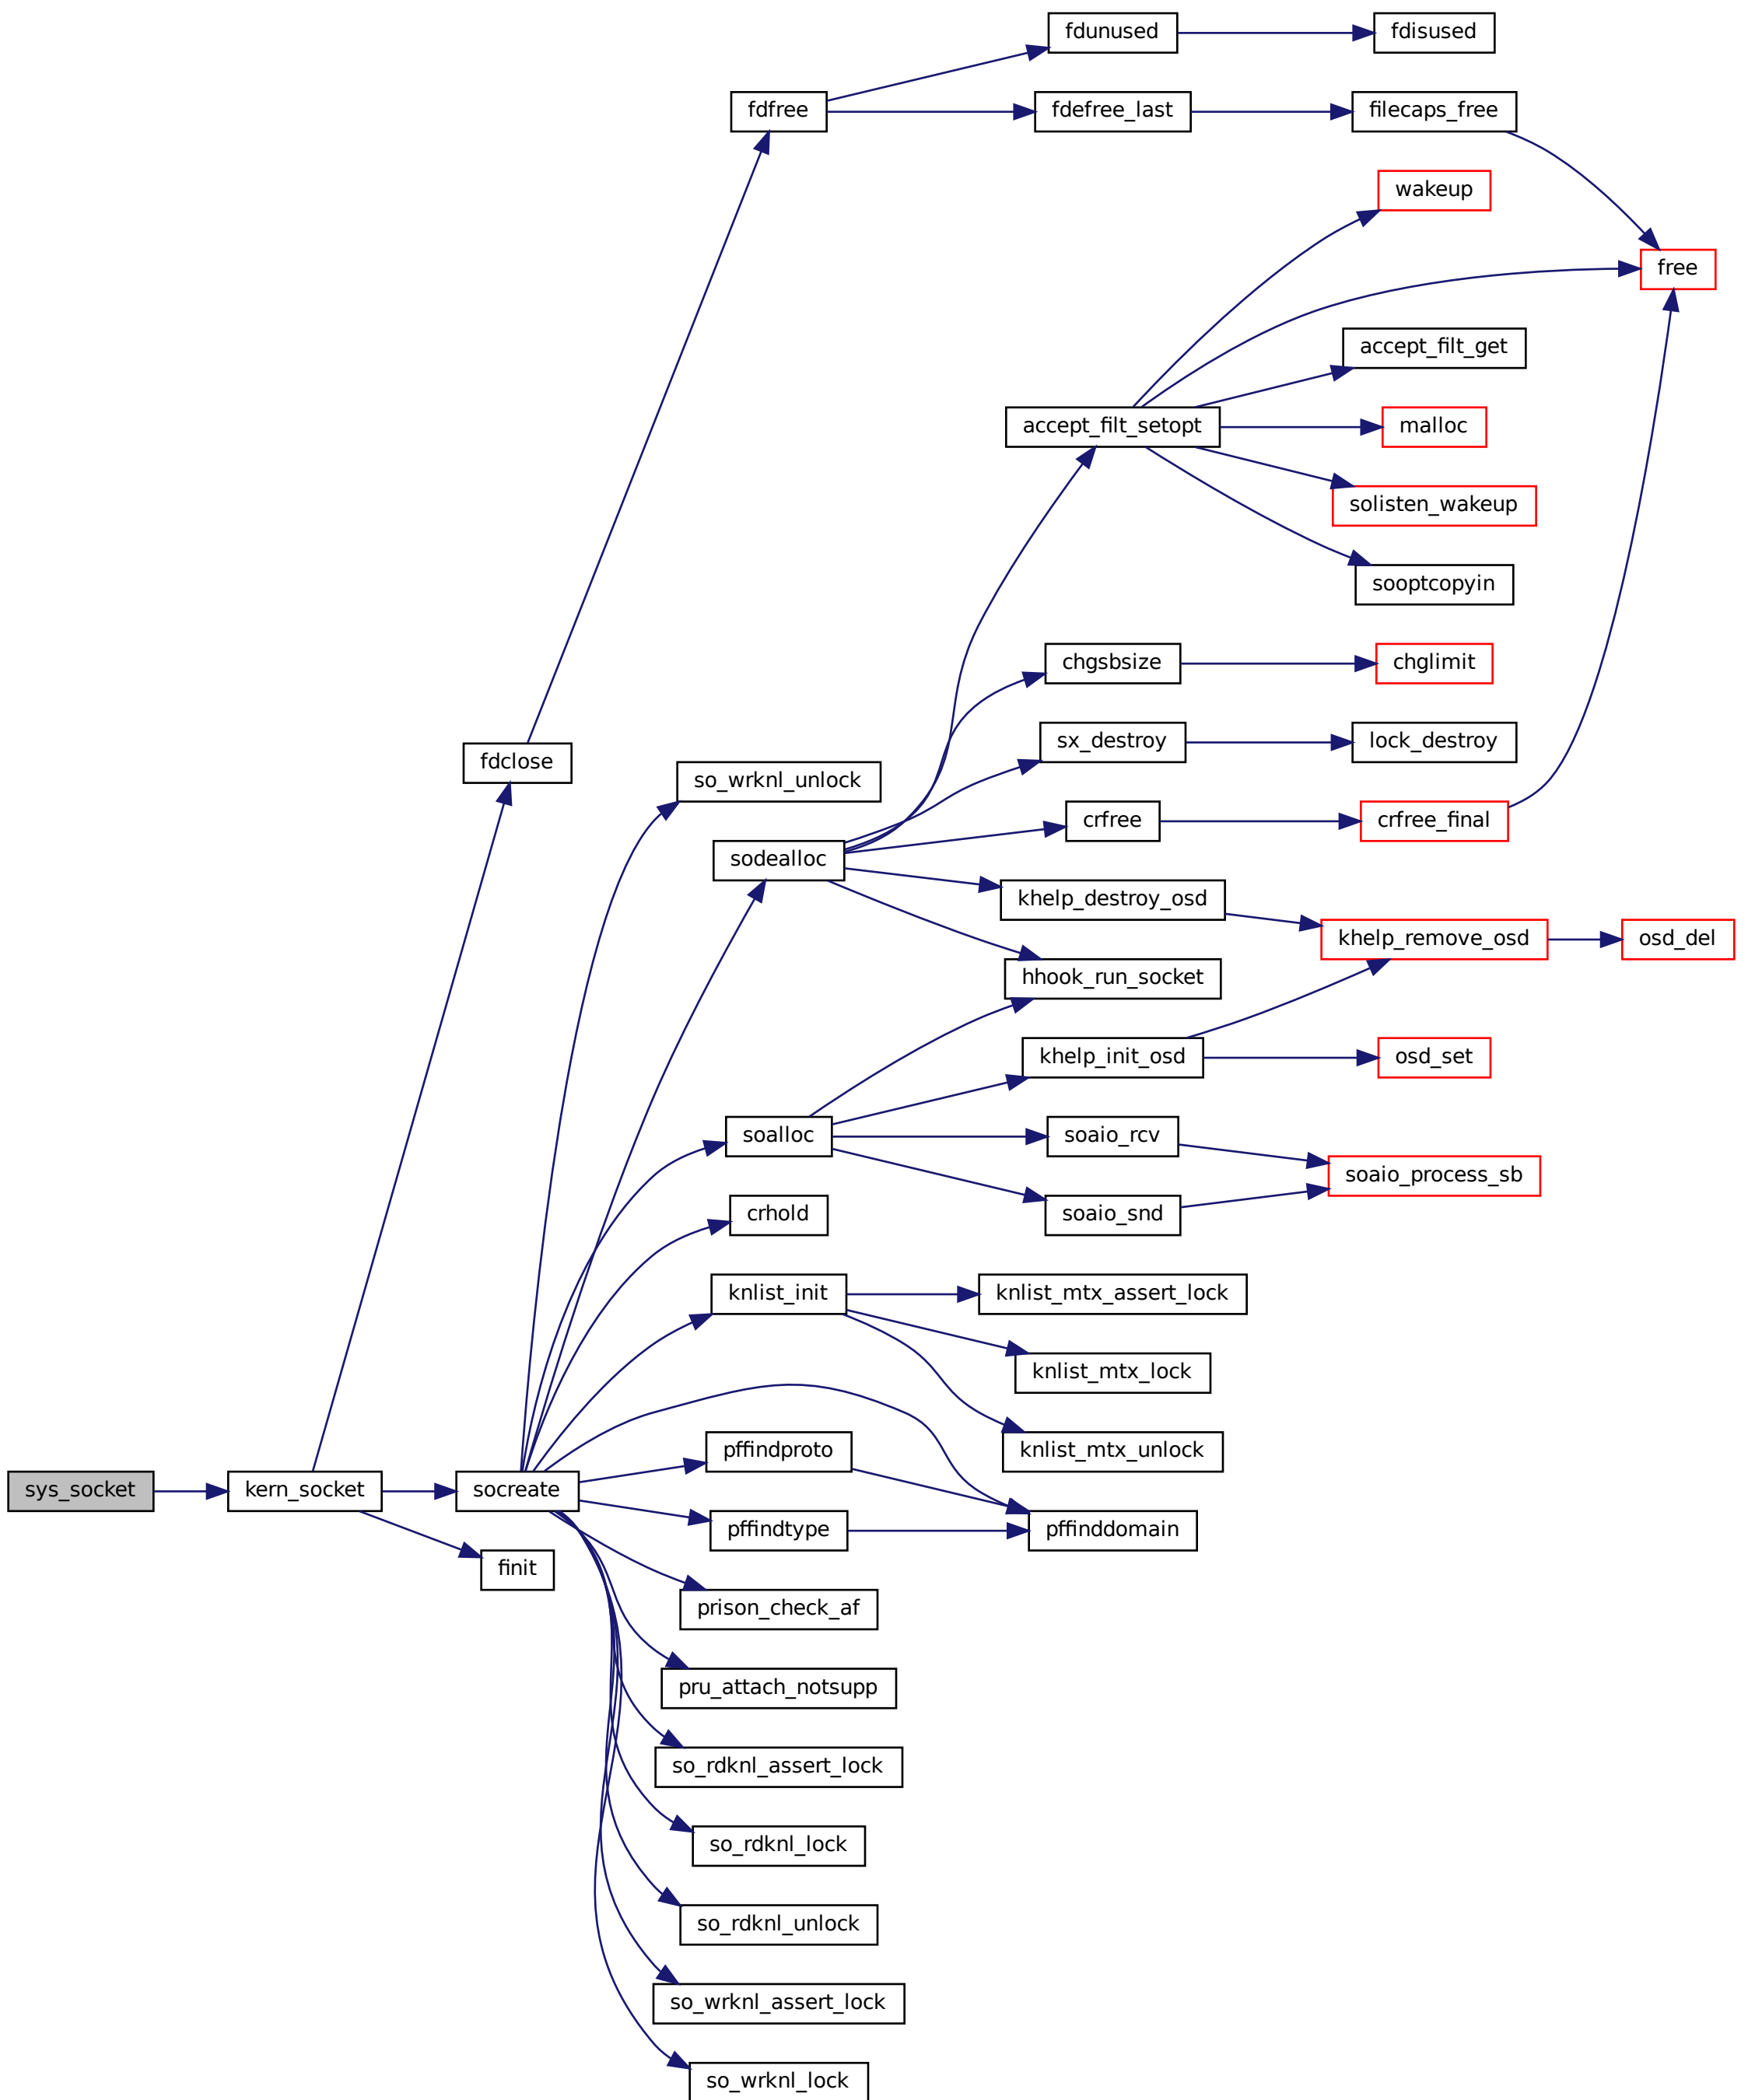 fdunused
fdisused
fdfree
fdefree_last
filecaps_free
wakeup
free
accept_filt_get
accept_filt_setopt
malloc
solisten_wakeup
sooptcopyin
chgsbsize
chglimit
sx_destroy
lock_destroy
fdclose
so_wrknl_unlock
crfree
crfree_final
sodealloc
khelp_destroy_osd
khelp_remove_osd
osd_del
hhook_run_socket
khelp_init_osd
osd_set
soalloc
soaio_rcv
soaio_process_sb
crhold
soaio_snd
knlist_init
knlist_mtx_assert_lock
knlist_mtx_lock
pffindproto
knlist_mtx_unlock
sys_socket
kern_socket
socreate
pffindtype
pffinddomain
finit
prison_check_af
pru_attach_notsupp
so_rdknl_assert_lock
so_rdknl_lock
so_rdknl_unlock
so_wrknl_assert_lock
so_wrknl_lock